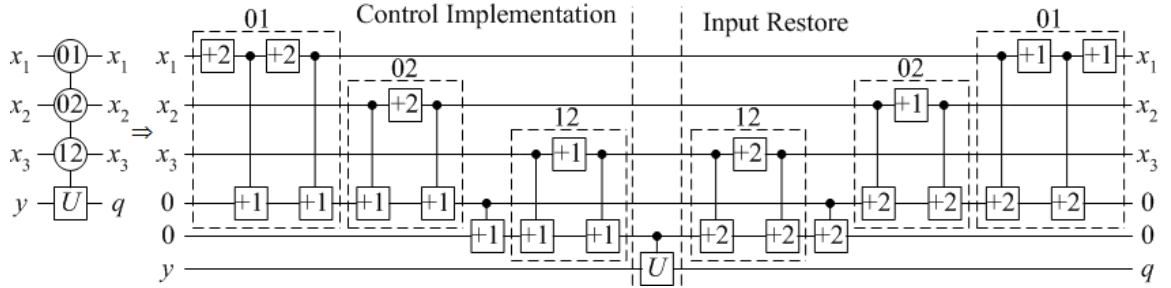 Control Implementation Input Restore
01 01
x1 01 x1 x1 +2 +2 +1 +1 x1
02 02
x2 02 x2 x2 +2 +1 x2
12 12
⇒
x3 12 x3 x3 +1 +2 x3
y U q 0 +1 +1 +1 +1 +2 +2 +2 +2 0
0 +1 +1 +1 +2 +2 +2 0
y U q